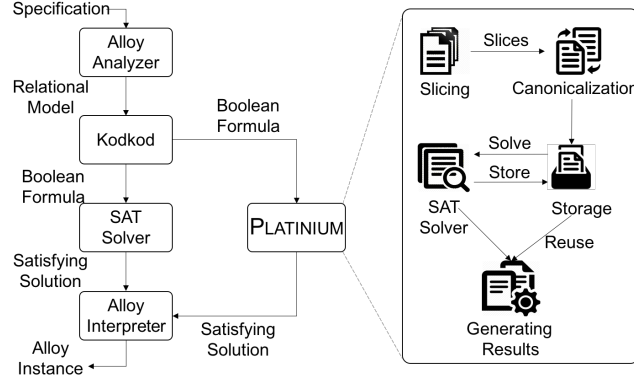 Specification
Alloy
Analyzer
Relational
Model
Kodkod
Boolean
Formula
Boolean
Formula
SAT
Solver
PLATINIUM
Satisfying
Solution
Alloy
Interpreter
Satisfying
Solution
Alloy
Instance
Slices
Slicing
Canonicalization
Solve
Store
SAT
Solver
Storage
Reuse
Generating
Results